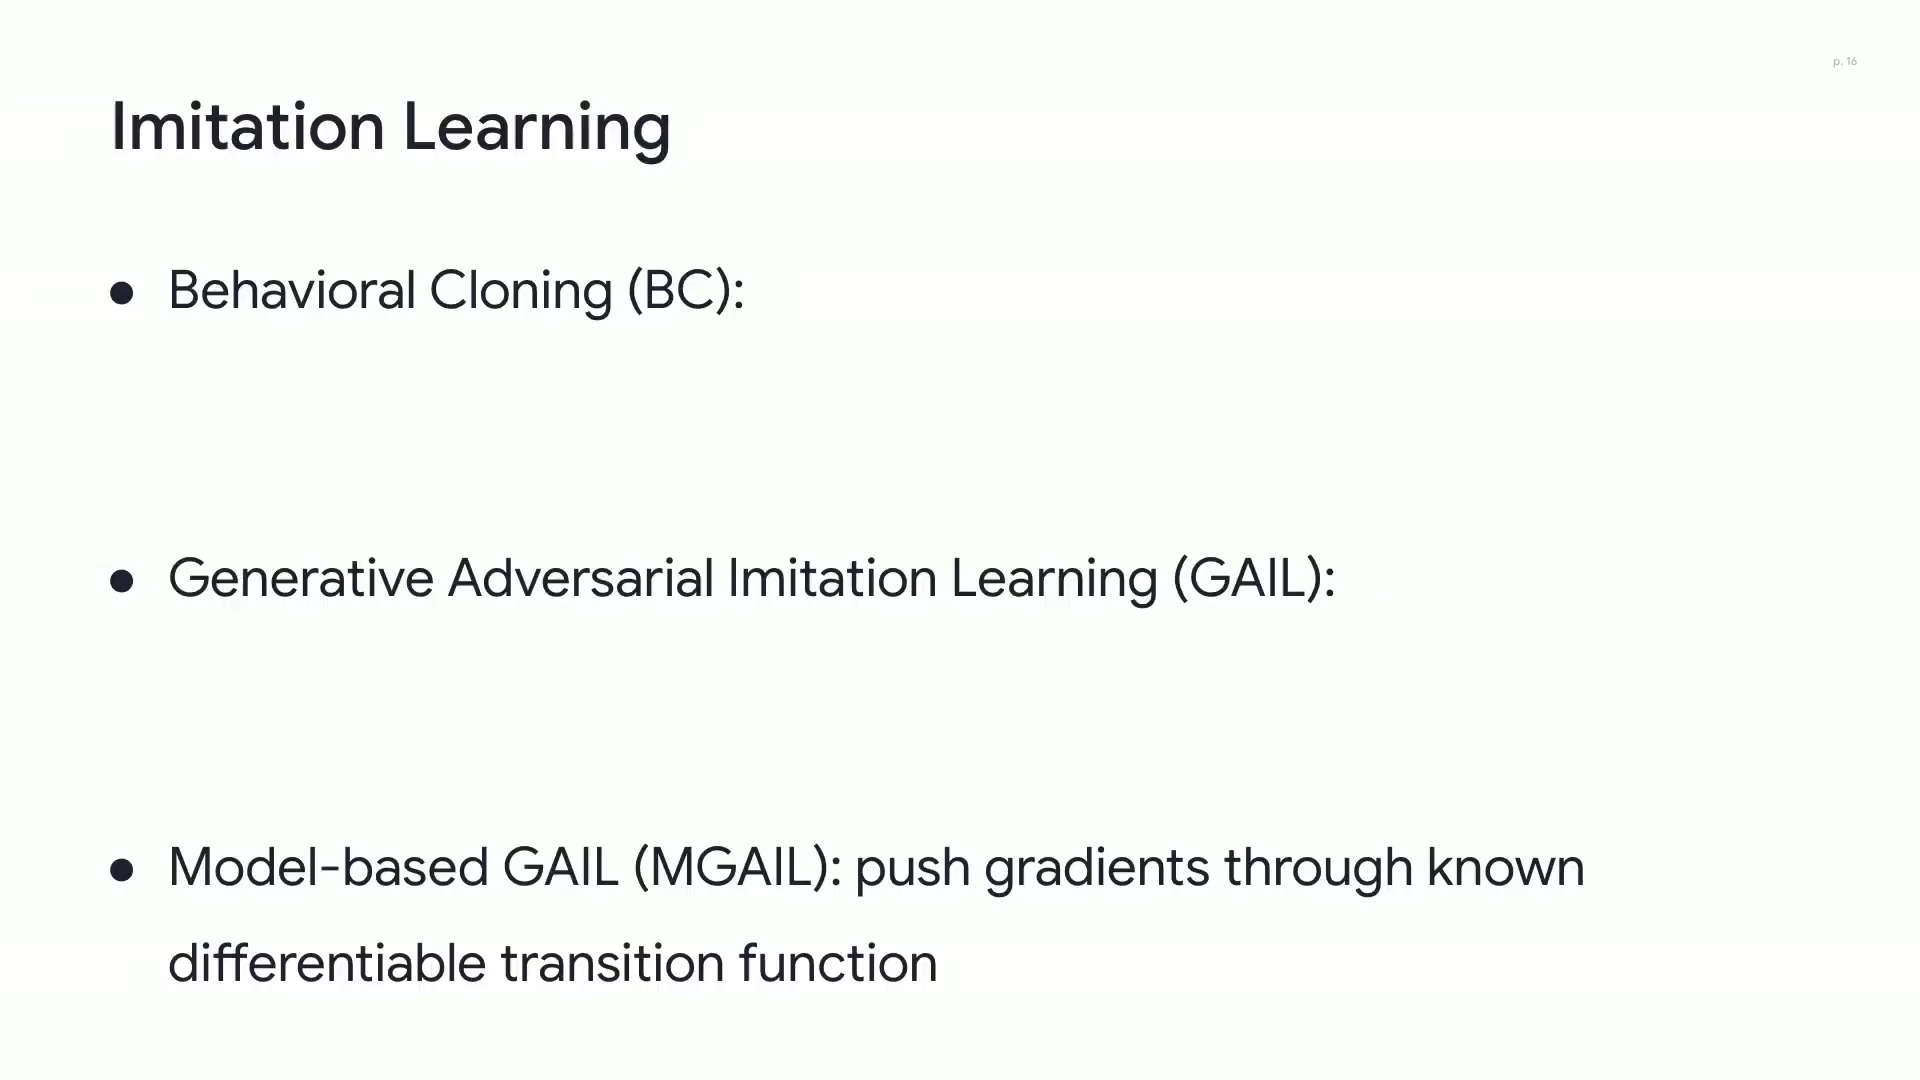 p. 16
Imitation Learning
● Behavioral Cloning (BC):
● Generative Adversarial Imitation Learning (GAIL):
● Model-based GAIL (MGAIL): push gradients through known
differentiable transition function